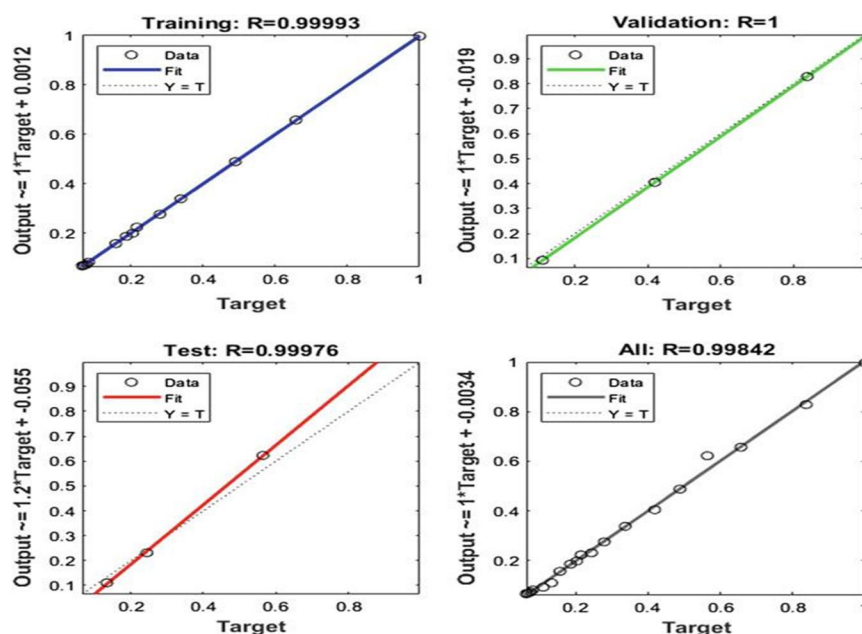 Training: R=0.99993
Output ~= 1*Target + 0.0012
1
0.8
0.6
0.4
0.2
Data
Fit
Y = T
0.2 0.4 0.6 0.8 1
Target
Validation: R=1
Output ~= 1*Target + -0.019
0.9
0.8
0.7
0.6
0.5
0.4
0.3
0.2
0.1
Data
Fit
Y = T
0.2 0.4 0.6 0.8
Target
Test: R=0.99976
Output ~= 1.2*Target + -0.055
0.9
0.8
0.7
0.6
0.5
0.4
0.3
0.2
0.1
Data
Fit
Y = T
0.2 0.4 0.6 0.8
Target
All: R=0.99842
Output ~= 1*Target + -0.0034
1
0.8
0.6
0.4
0.2
Data
Fit
Y = T
0.2 0.4 0.6 0.8 1
Target